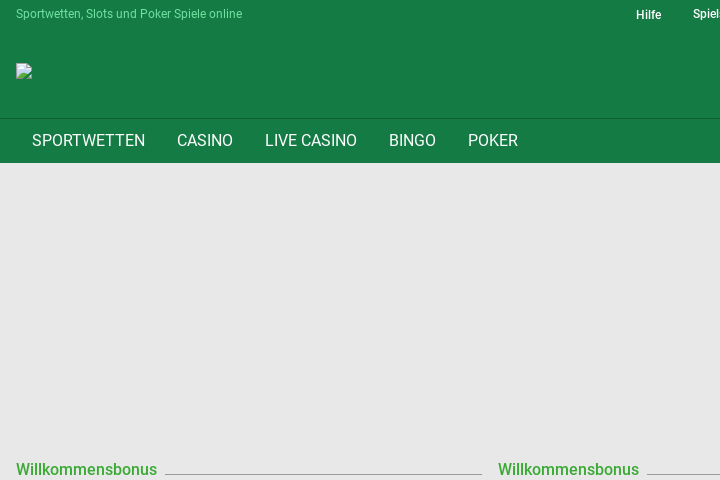 Sportwetten, Slots und Poker Spiele online
Hilfe
Spiel
SPORTWETTEN CASINO LIVE CASINO BINGO POKER
Willkommensbonus
Willkommensbonus